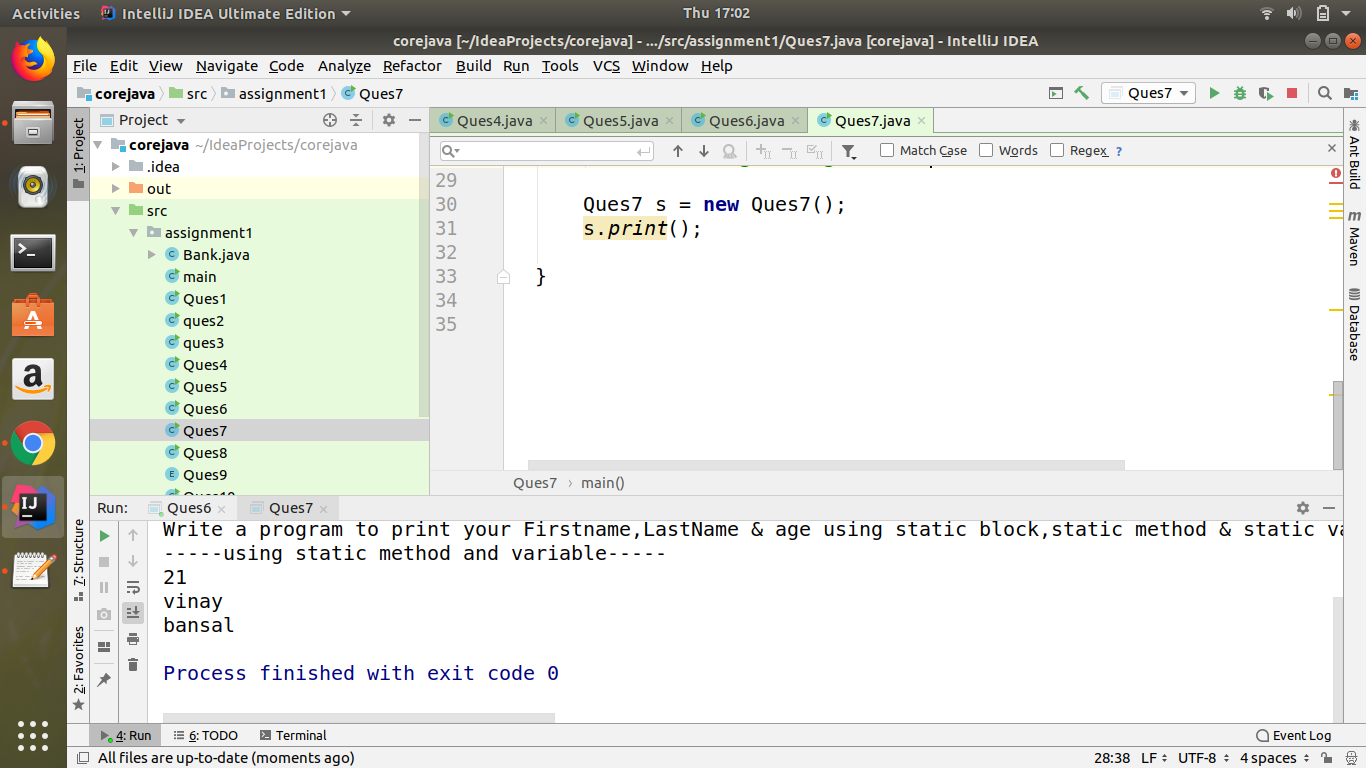 Activities IntelliJ IDEA Ultimate Edition Thu 17:02
corejava [~/IdeaProjects/corejava] - .../src/assignment1/Ques7.java [corejava] - IntelliJ IDEA
File Edit View Navigate Code Analyze Refactor Build Run Tools VCS Window Help
corejava src assignment1 Ques7 Ques7
1: Project
Project
corejava ~/IdeaProjects/corejava
.idea
out
src
assignment1
Bank.java
main
Ques1
ques2
ques3
Ques4
Ques5
Ques6
Ques7
Ques8
Ques9
Ques10
Ques4.java Ques5.java Ques6.java Ques7.java
Match Case Words Regex ?
29
30 Ques7 s = new Ques7();
31 s.print();
32
33 }
34
35
Ques7 › main()
Ant Build
Maven
Database
7: Structure
2: Favorites
Run: Ques6 Ques7
Write a program to print your Firstname,LastName & age using static block,static method & static va
-----using static method and variable-----
21
vinay
bansal
Process finished with exit code 0
4: Run 6: TODO Terminal Event Log
All files are up-to-date (moments ago) 28:38 LF UTF-8 4 spaces